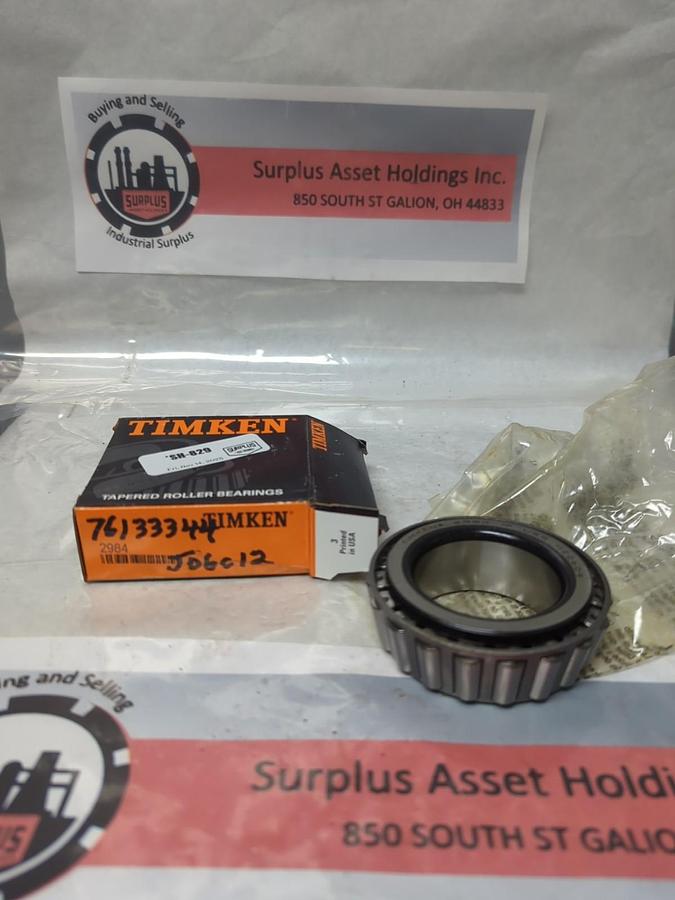 Buying and Selling
SURPLUS
Industrial Surplus
Surplus Asset Holdings Inc.
850 SOUTH ST GALION, OH 44833
TIMKEN
SH-829
TAPERED ROLLER BEARINGS
TIMKEN
76133344
TIMKEN
2984
JD6C12
3
Printed
in USA
ing and Selling
PLUS
Surplus Asset Holdi
850 SOUTH ST GALIO